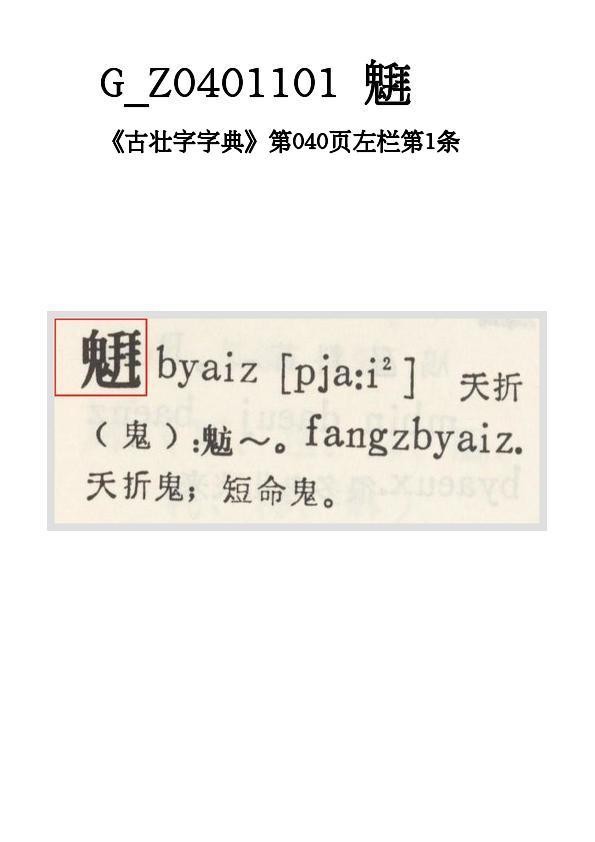 G_Z0401101
《古壮字字典》第040页左栏第1条
byaiz [pja:i²] 夭折
（鬼）:～。fangzbyaiz.
夭折鬼；短命鬼。